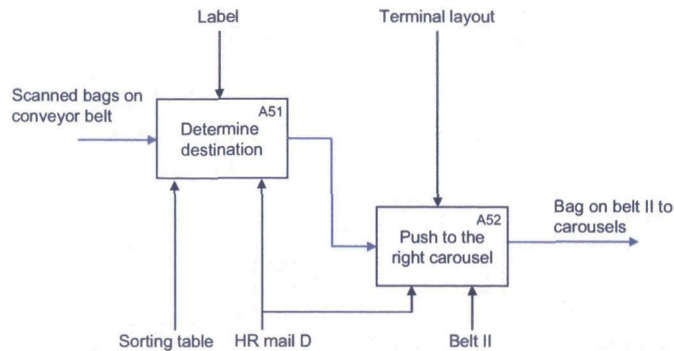 Label
Terminal layout
Scanned bags on
conveyor belt
A51
Determine
destination
A52
Push to the
right carousel
Bag on belt II to
carousels
Sorting table
HR mail D
Belt II